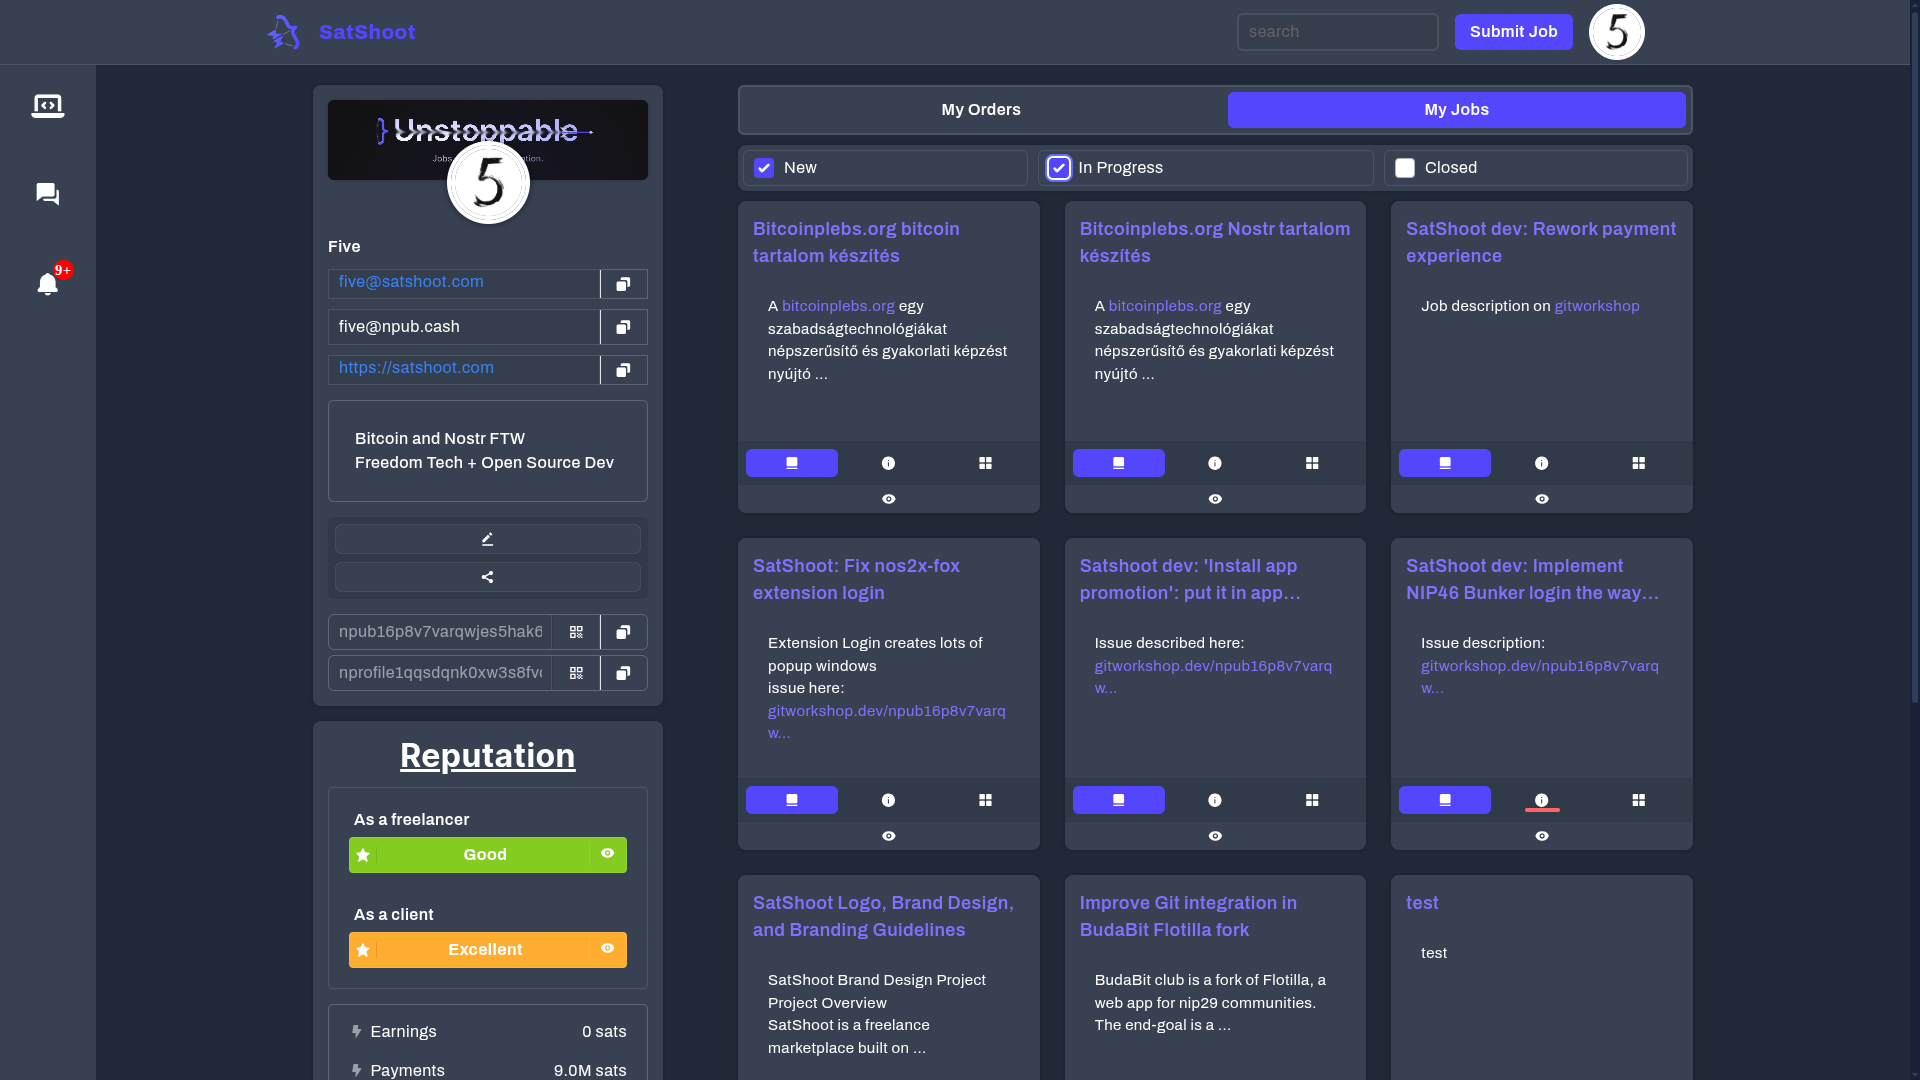 SatShoot
search
Submit Job
5
9+
Unstoppable
5
Five
five@satshoot.com
five@npub.cash
https://satshoot.com
Bitcoin and Nostr FTW
Freedom Tech + Open Source Dev
npub16p8v7varqwjes5hak6
nprofile1qqsdqnk0xw3s8fv
Reputation
As a freelancer
Good
As a client
Excellent
Earnings 0 sats
Payments 9.0M sats
My Orders
My Jobs
New
In Progress
Closed
Bitcoinplebs.org bitcoin
tartalom készítés
A bitcoinplebs.org egy
szabadságtechnológiákat
népszerűsítő és gyakorlati képzést
nyújtó ...
Bitcoinplebs.org Nostr tartalom
készítés
A bitcoinplebs.org egy
szabadságtechnológiákat
népszerűsítő és gyakorlati képzést
nyújtó ...
SatShoot dev: Rework payment
experience
Job description on gitworkshop
SatShoot: Fix nos2x-fox
extension login
Extension Login creates lots of
popup windows
issue here:
gitworkshop.dev/npub16p8v7varq
w...
Satshoot dev: 'Install app
promotion': put it in app...
Issue described here:
gitworkshop.dev/npub16p8v7varq
w...
SatShoot dev: Implement
NIP46 Bunker login the way...
Issue description:
gitworkshop.dev/npub16p8v7varq
w...
SatShoot Logo, Brand Design,
and Branding Guidelines
SatShoot Brand Design Project
Project Overview
SatShoot is a freelance
marketplace built on ...
Improve Git integration in
BudaBit Flotilla fork
BudaBit club is a fork of Flotilla, a
web app for nip29 communities.
The end-goal is a ...
test
test